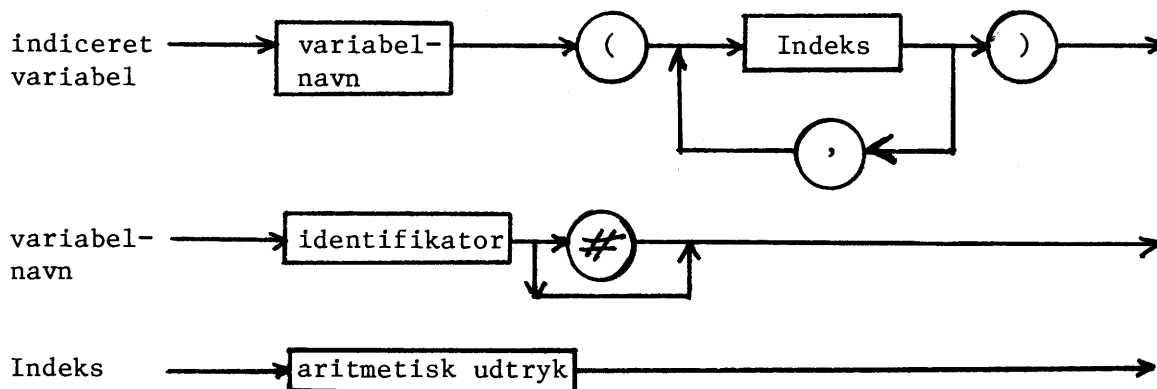 indiceret variabel
variabel-navn
(
Indeks
)
,
variabel-navn
identifikator
#
Indeks
aritmetisk udtryk